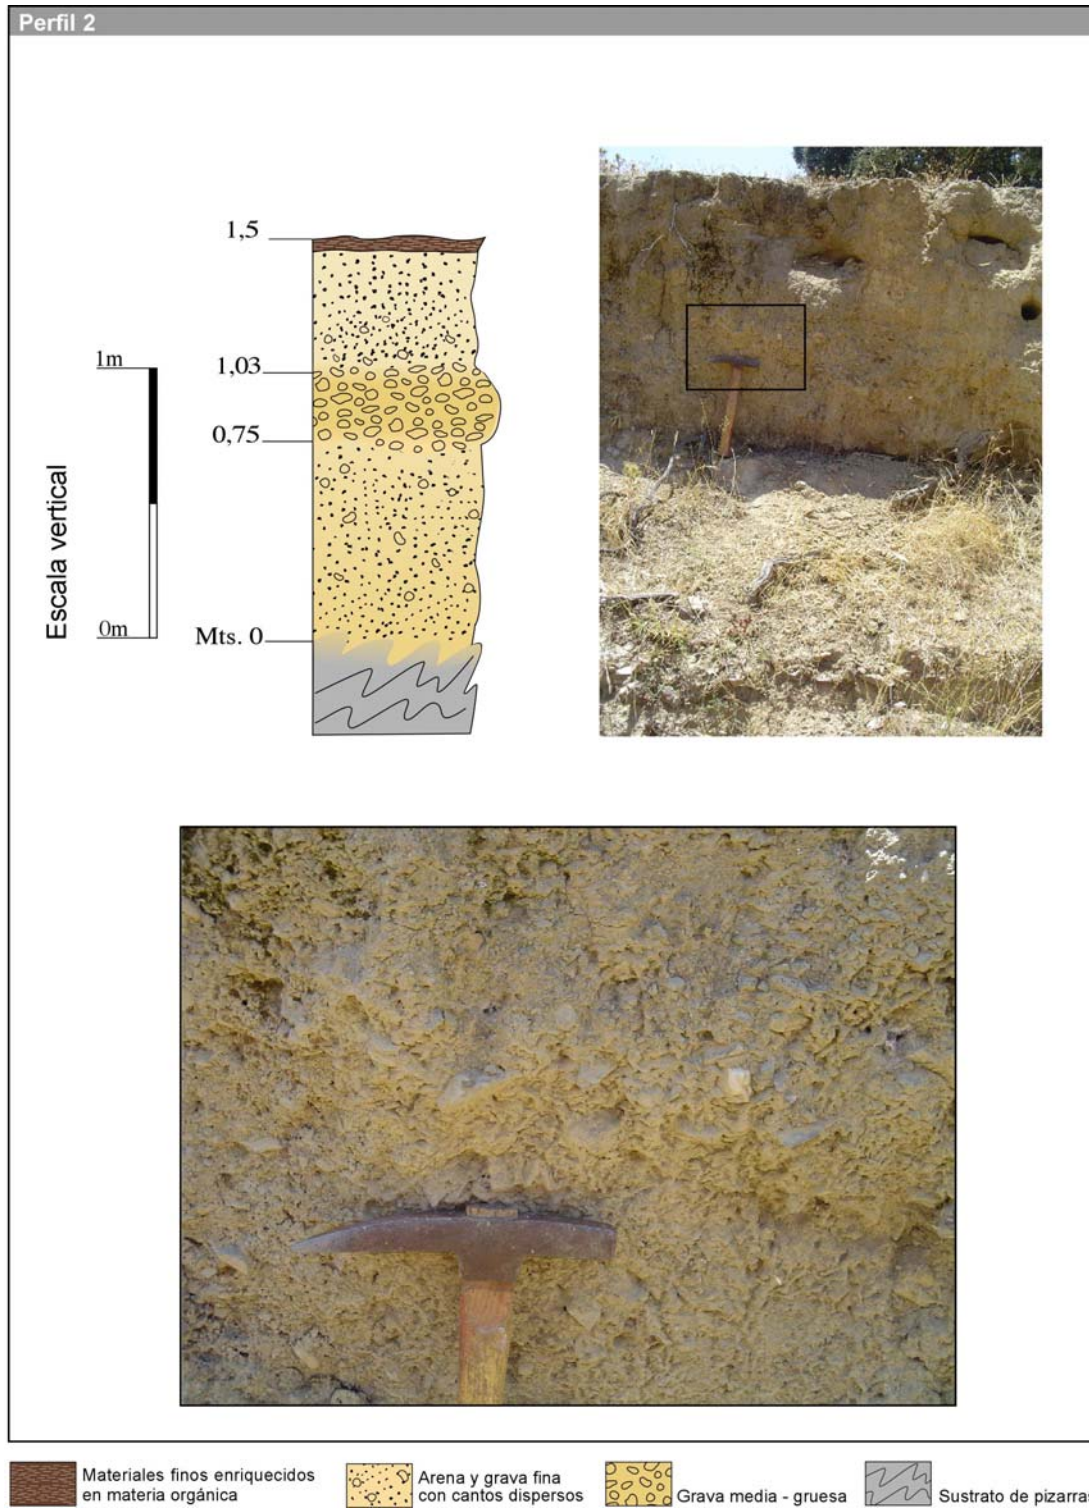 Perfil 2
1,5
1,03
0,75
Mts. 0
1m
0m
Escala vertical
Materiales finos enriquecidos
en materia orgánica
Arena y grava fina
con cantos dispersos
Grava media - gruesa
Sustrato de pizarra